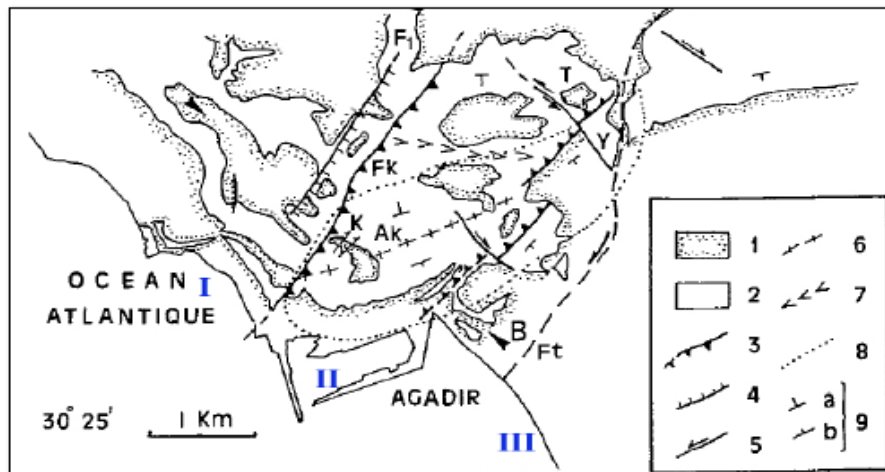 F1
T
T
Y
Fk
K
Ak
OCEAN I
ATLANTIQUE
II
B
Ft
AGADIR
III
30° 25' 1 Km
1
2
3
4
5
6
7
8
a
b
9